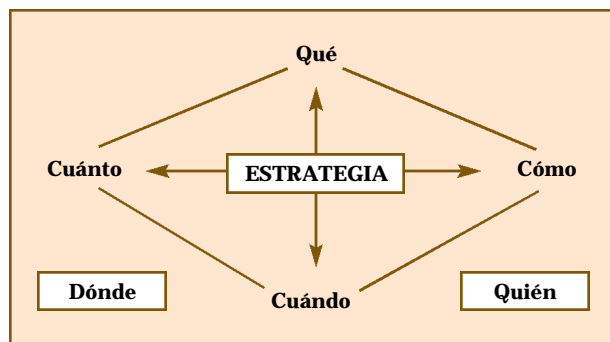 Qué
Cuánto
ESTRATEGIA
Cómo
Dónde
Cuándo
Quién